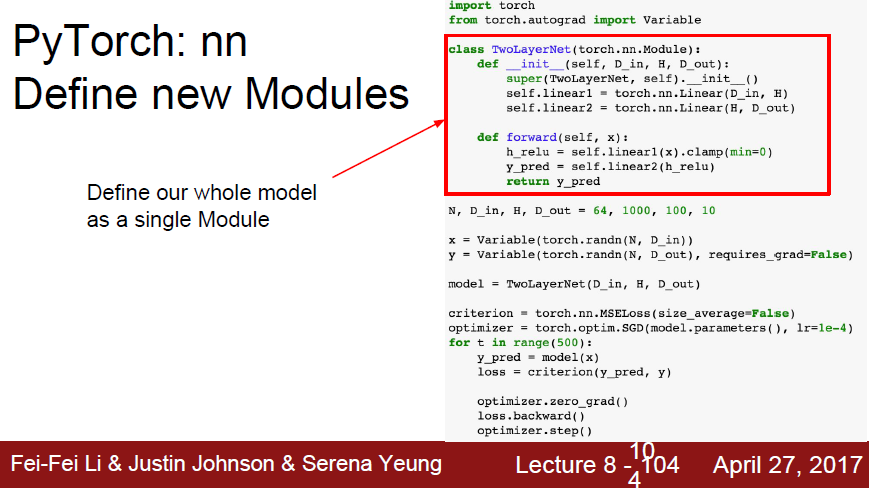 PyTorch: nn
Define new Modules
Define our whole model
as a single Module
import torch
from torch.autograd import Variable
class TwoLayerNet(torch.nn.Module):
    def __init__(self, D_in, H, D_out):
        super(TwoLayerNet, self).__init__()
        self.linear1 = torch.nn.Linear(D_in, H)
        self.linear2 = torch.nn.Linear(H, D_out)
    def forward(self, x):
        h_relu = self.linear1(x).clamp(min=0)
        y_pred = self.linear2(h_relu)
        return y_pred
N, D_in, H, D_out = 64, 1000, 100, 10
x = Variable(torch.randn(N, D_in))
y = Variable(torch.randn(N, D_out), requires_grad=False)
model = TwoLayerNet(D_in, H, D_out)
criterion = torch.nn.MSELoss(size_average=False)
optimizer = torch.optim.SGD(model.parameters(), lr=1e-4)
for t in range(500):
    y_pred = model(x)
    loss = criterion(y_pred, y)
    optimizer.zero_grad()
    loss.backward()
    optimizer.step()
Fei-Fei Li & Justin Johnson & Serena Yeung
Lecture 8 - 104
10
4
April 27, 2017